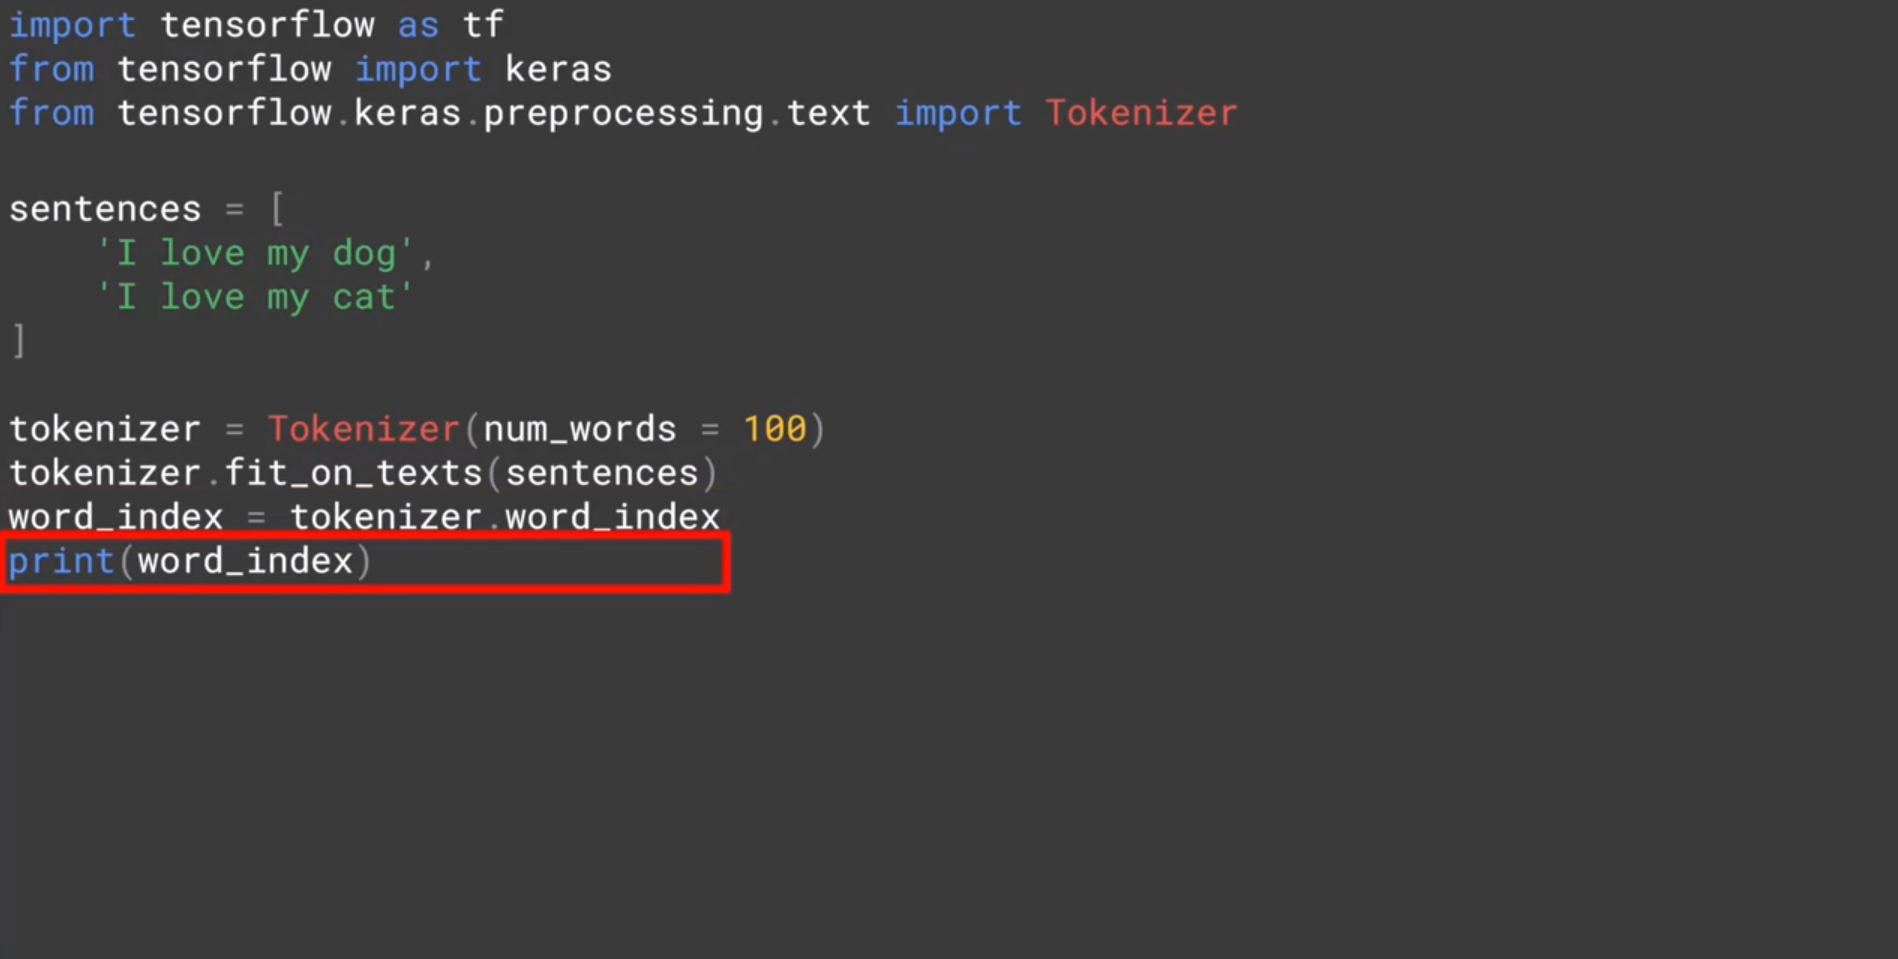 import tensorflow as tf
from tensorflow import keras
from tensorflow.keras.preprocessing.text import Tokenizer
sentences = [
    'I love my dog',
    'I love my cat'
]
tokenizer = Tokenizer(num_words = 100)
tokenizer.fit_on_texts(sentences)
word_index = tokenizer.word_index
print(word_index)